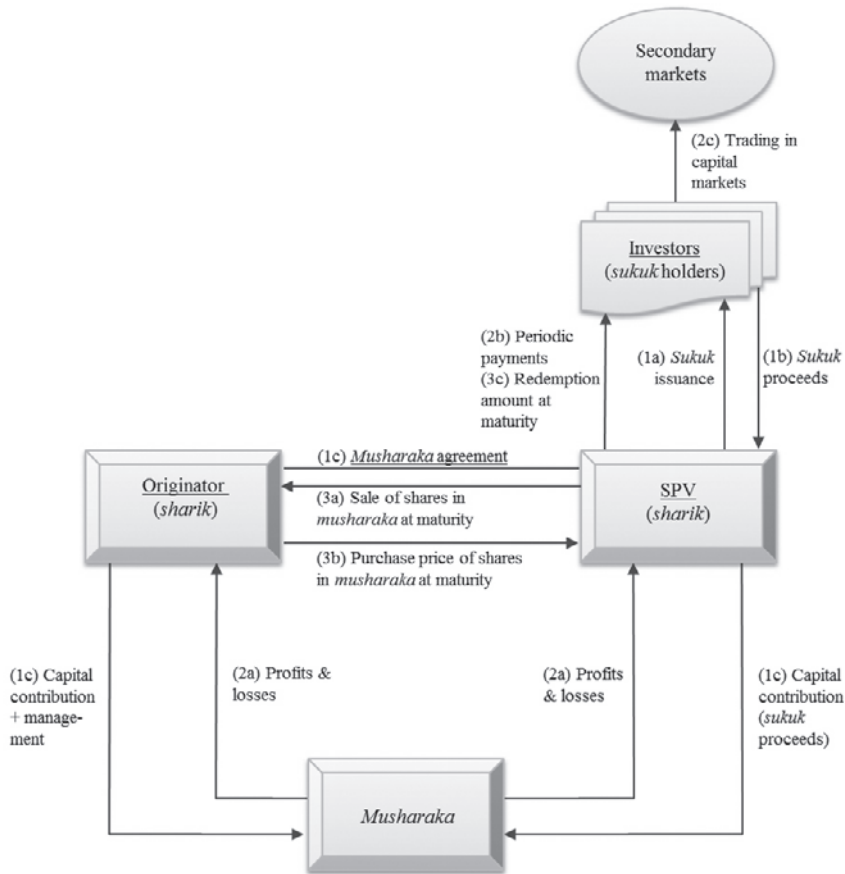 Secondary
markets
(2c) Trading in
capital
markets
Investors
(sukuk holders)
(2b) Periodic
payments
(3c) Redemption
amount at
maturity
(1a) Sukuk
issuance
(1b) Sukuk
proceeds
Originator
(sharik)
(1c) Musharaka agreement
(3a) Sale of shares in
musharaka at maturity
(3b) Purchase price of shares
in musharaka at maturity
SPV
(sharik)
(1c) Capital
contribution
+ manage-
ment
(2a) Profits &
losses
(2a) Profits
& losses
(1c) Capital
contribution
(sukuk
proceeds)
Musharaka